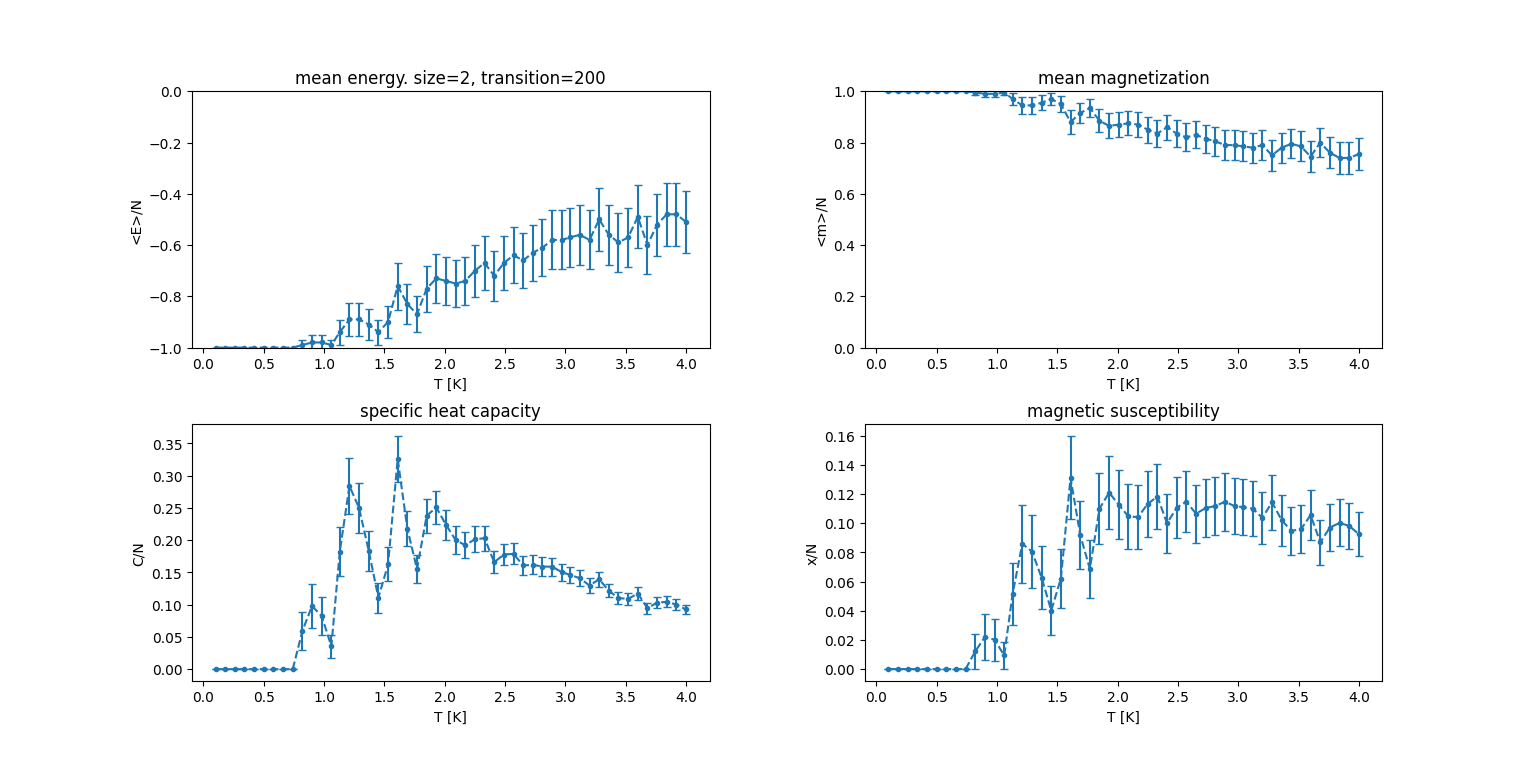 mean energy. size=2, transition=200
0.0
−0.2
−0.4
−0.6
−0.8
−1.0
<E>/N
0.0 0.5 1.0 1.5 2.0 2.5 3.0 3.5 4.0
T [K]
mean magnetization
1.0
0.8
0.6
0.4
0.2
0.0
<m>/N
0.0 0.5 1.0 1.5 2.0 2.5 3.0 3.5 4.0
T [K]
specific heat capacity
0.35
0.30
0.25
0.20
0.15
0.10
0.05
0.00
C/N
0.0 0.5 1.0 1.5 2.0 2.5 3.0 3.5 4.0
T [K]
magnetic susceptibility
0.16
0.14
0.12
0.10
0.08
0.06
0.04
0.02
0.00
x/N
0.0 0.5 1.0 1.5 2.0 2.5 3.0 3.5 4.0
T [K]